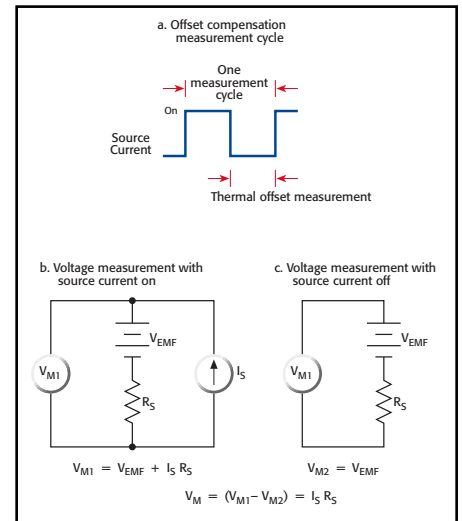 a. Offset compensation
measurement cycle
One
measurement
cycle
On
Source
Current
Thermal offset measurement
b. Voltage measurement with
source current on
c. Voltage measurement with
source current off
VEMF
VM1
IS
RS
VEMF
VM1
RS
VM1 = VEMF + IS RS
VM2 = VEMF
VM = (VM1– VM2) = IS RS